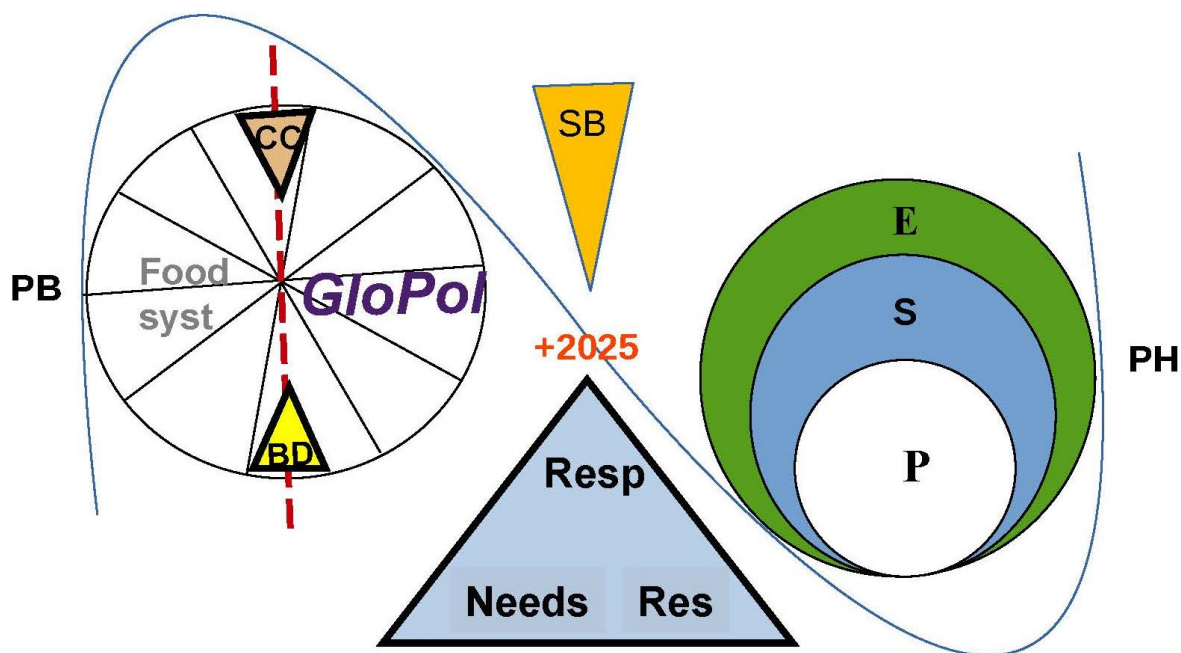 CC
SB
PB
Food
syst
GloPol
BD
+2025
Resp
Needs
Res
E
S
P
PH